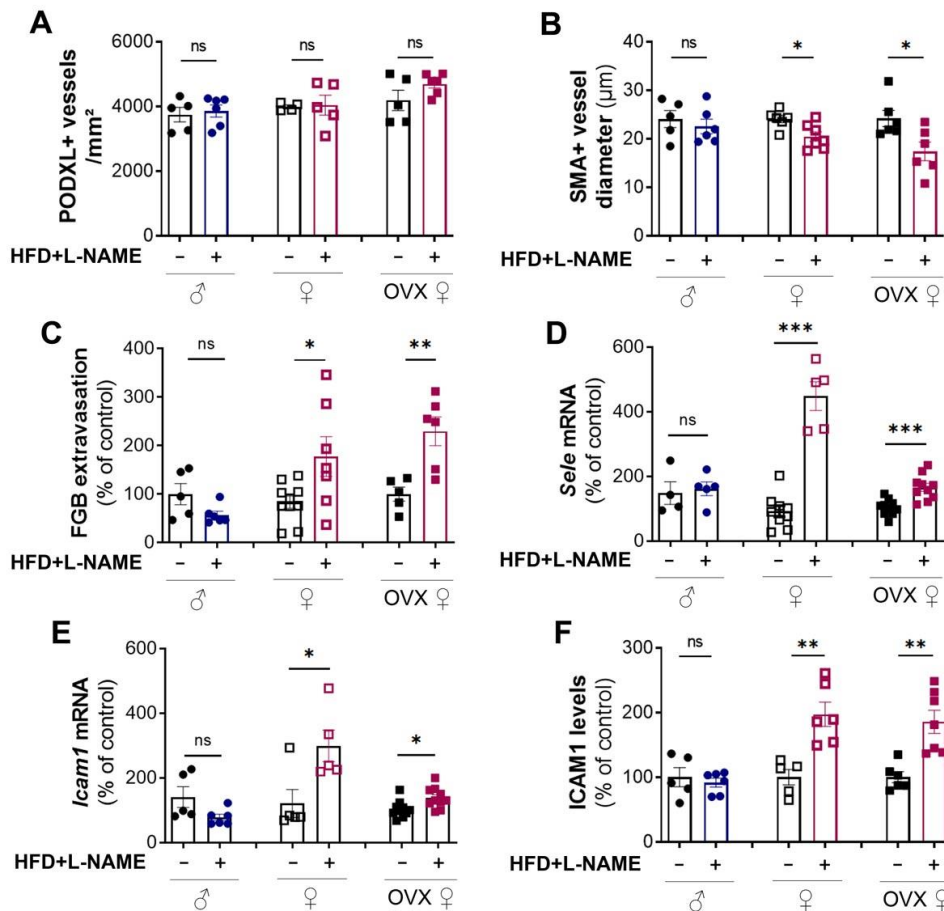 A
PODXL+ vessels
/mm²
6000
4000
2000
0
ns
ns
ns
HFD+L-NAME
– + – + – +
♂ ♀ OVX ♀
B
SMA+ vessel
diameter (µm)
40
30
20
10
0
ns
*
*
HFD+L-NAME
– + – + – +
♂ ♀ OVX ♀
C
FGB extravasation
(% of control)
400
300
200
100
0
ns
*
**
HFD+L-NAME
– + – + – +
♂ ♀ OVX ♀
D
Sele mRNA
(% of control)
600
400
200
0
ns
***
***
HFD+L-NAME
– + – + – +
♂ ♀ OVX ♀
E
Icam1 mRNA
(% of control)
600
400
200
0
ns
*
*
HFD+L-NAME
– + – + – +
♂ ♀ OVX ♀
F
ICAM1 levels
(% of control)
300
200
100
0
ns
**
**
HFD+L-NAME
– + – + – +
♂ ♀ OVX ♀